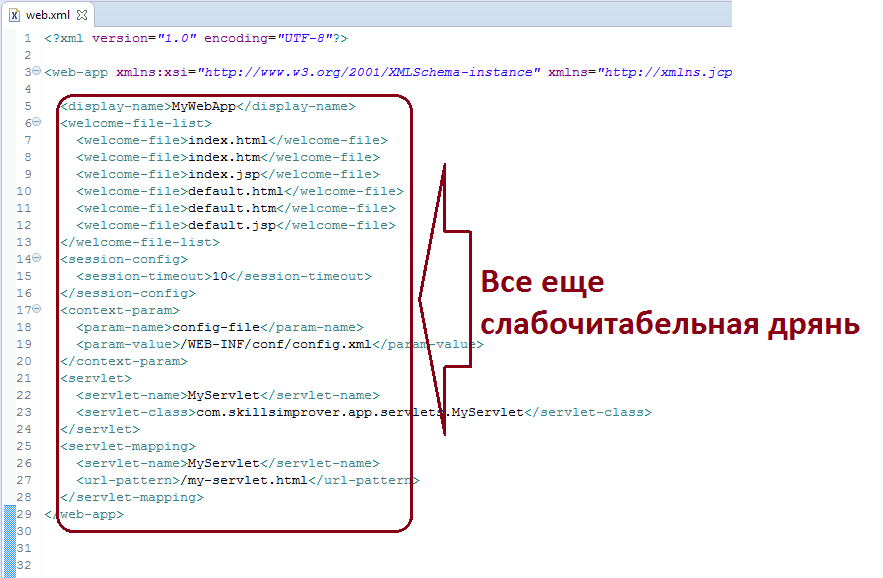 web.xml
1 <?xml version="1.0" encoding="UTF-8"?>
2
3 <web-app xmlns:xsi="http://www.w3.org/2001/XMLSchema-instance" xmlns="http://xmlns.jcp
4
5 <display-name>MyWebApp</display-name>
6 <welcome-file-list>
7 <welcome-file>index.html</welcome-file>
8 <welcome-file>index.htm</welcome-file>
9 <welcome-file>index.jsp</welcome-file>
10 <welcome-file>default.html</welcome-file>
11 <welcome-file>default.htm</welcome-file>
12 <welcome-file>default.jsp</welcome-file>
13 </welcome-file-list>
14 <session-config>
15 <session-timeout>10</session-timeout>
16 </session-config>
17 <context-param>
18 <param-name>config-file</param-name>
19 <param-value>/WEB-INF/conf/config.xml</param-value>
20 </context-param>
21 <servlet>
22 <servlet-name>MyServlet</servlet-name>
23 <servlet-class>com.skillsimprover.app.servlets.MyServlet</servlet-class>
24 </servlet>
25 <servlet-mapping>
26 <servlet-name>MyServlet</servlet-name>
27 <url-pattern>/my-servlet.html</url-pattern>
28 </servlet-mapping>
29 </web-app>
30
31
32
Все еще
слабочитабельная дрянь